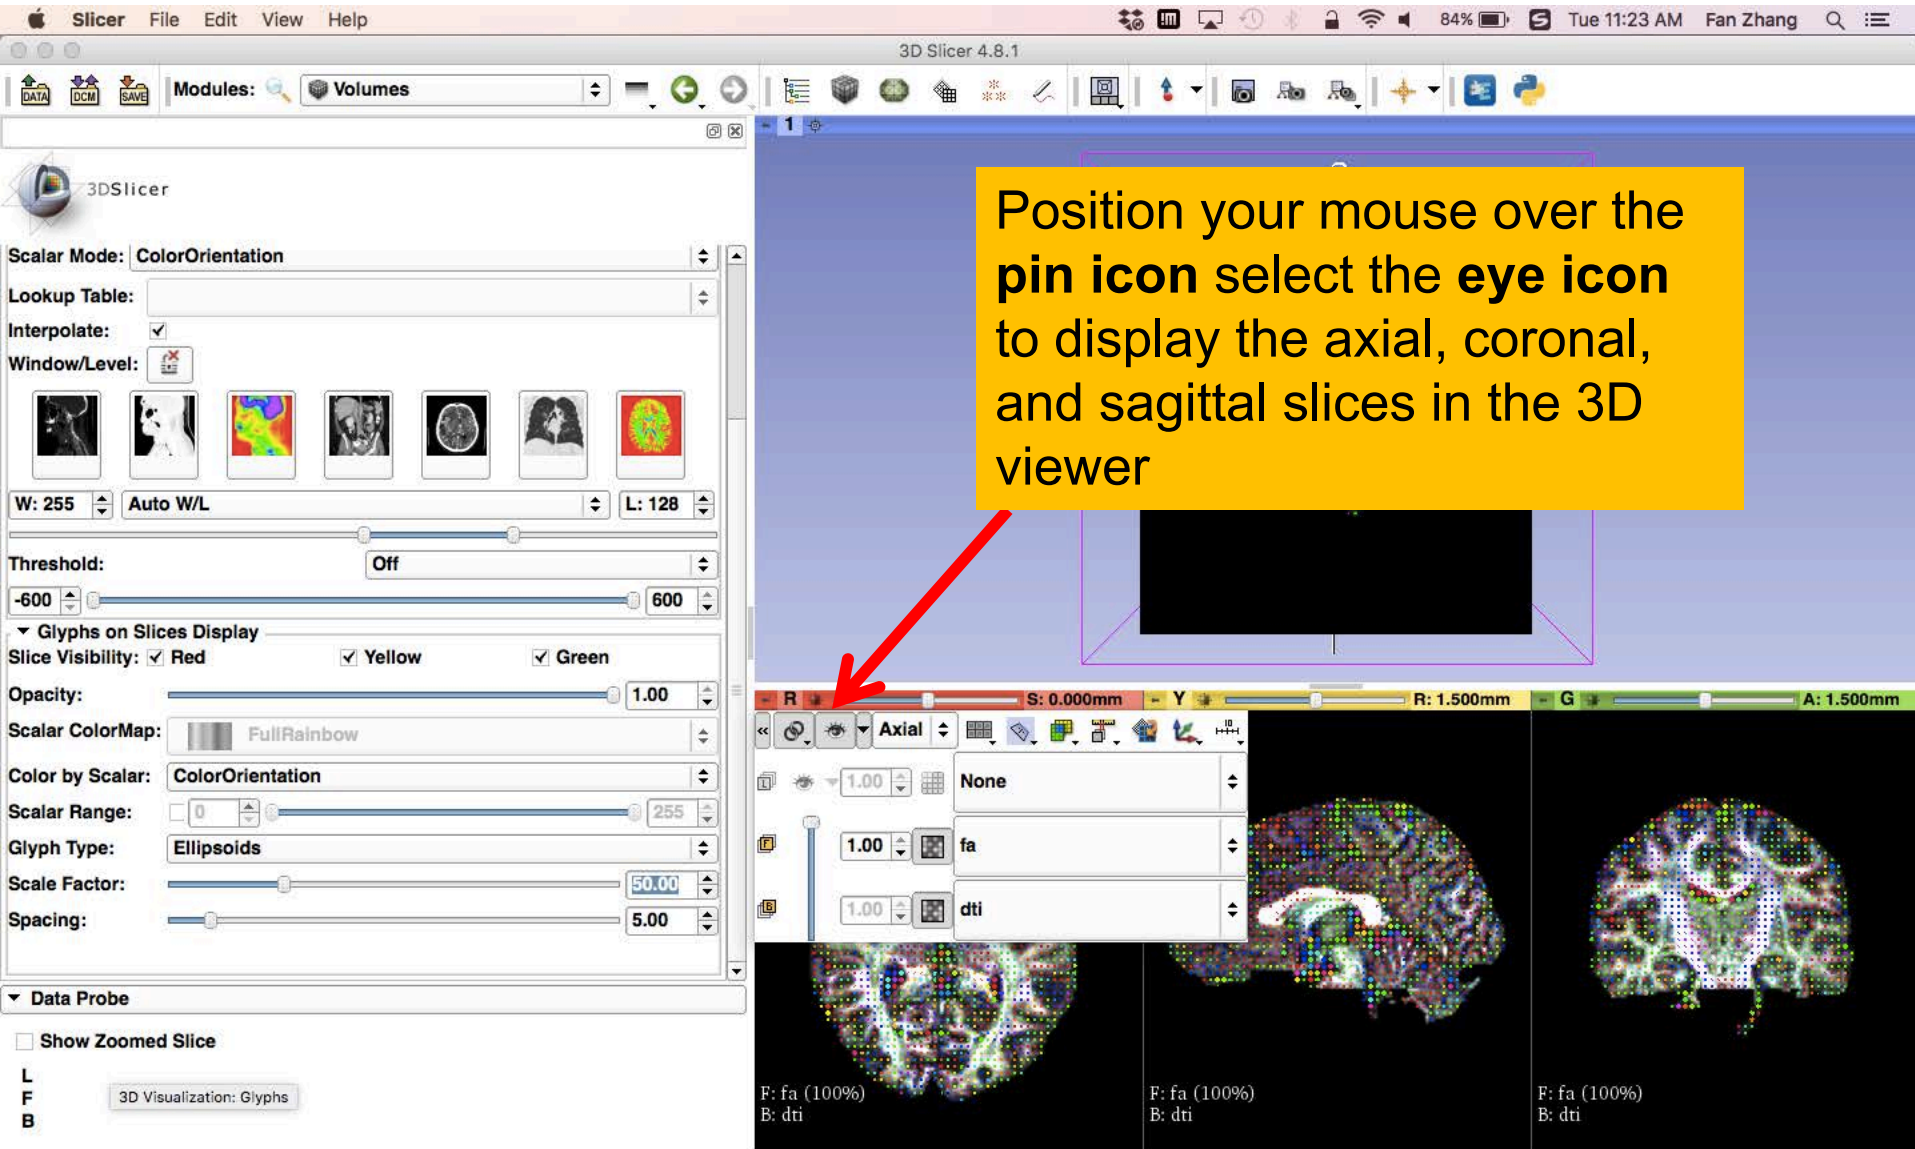 Slicer File Edit View Help
84% Tue 11:23 AM Fan Zhang
3D Slicer 4.8.1
DATA DCM SAVE Modules: Volumes
1
3DSlicer
Scalar Mode: ColorOrientation
Lookup Table:
Interpolate:
Window/Level:
W: 255 Auto W/L L: 128
Threshold: Off
-600 600
Glyphs on Slices Display
Slice Visibility: Red Yellow Green
Opacity: 1.00
Scalar ColorMap: FullRainbow
Color by Scalar: ColorOrientation
Scalar Range: 0 255
Glyph Type: Ellipsoids
Scale Factor: 50.00
Spacing: 5.00
Data Probe
Show Zoomed Slice
L
F
B
3D Visualization: Glyphs
Position your mouse over the
pin icon select the eye icon
to display the axial, coronal,
and sagittal slices in the 3D
viewer
R S: 0.000mm Y R: 1.500mm G A: 1.500mm
Axial 10
L 1.00 None
F 1.00 fa
B 1.00 dti
F: fa (100%)
B: dti
F: fa (100%)
B: dti
F: fa (100%)
B: dti